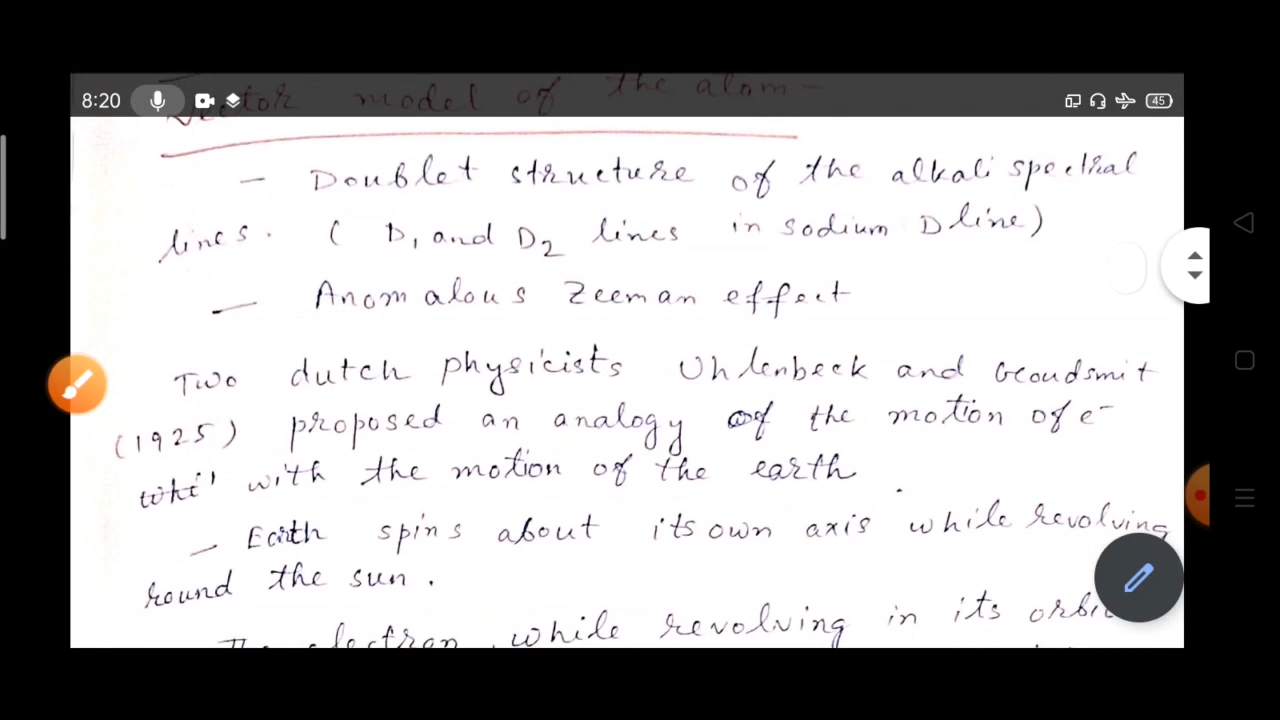 8:20
45
Vector model of the atom -
- Doublet structure of the alkali spectral
lines. ( D1 and D2 lines in sodium D line)
- Anomalous Zeeman effect
Two dutch physicists Uhlenbeck and Goudsmit
(1925) proposed an analogy of the motion of e-
with the motion of the earth
- Earth spins about its own axis while revolving
round the sun.
The electron, while revolving in its orbit